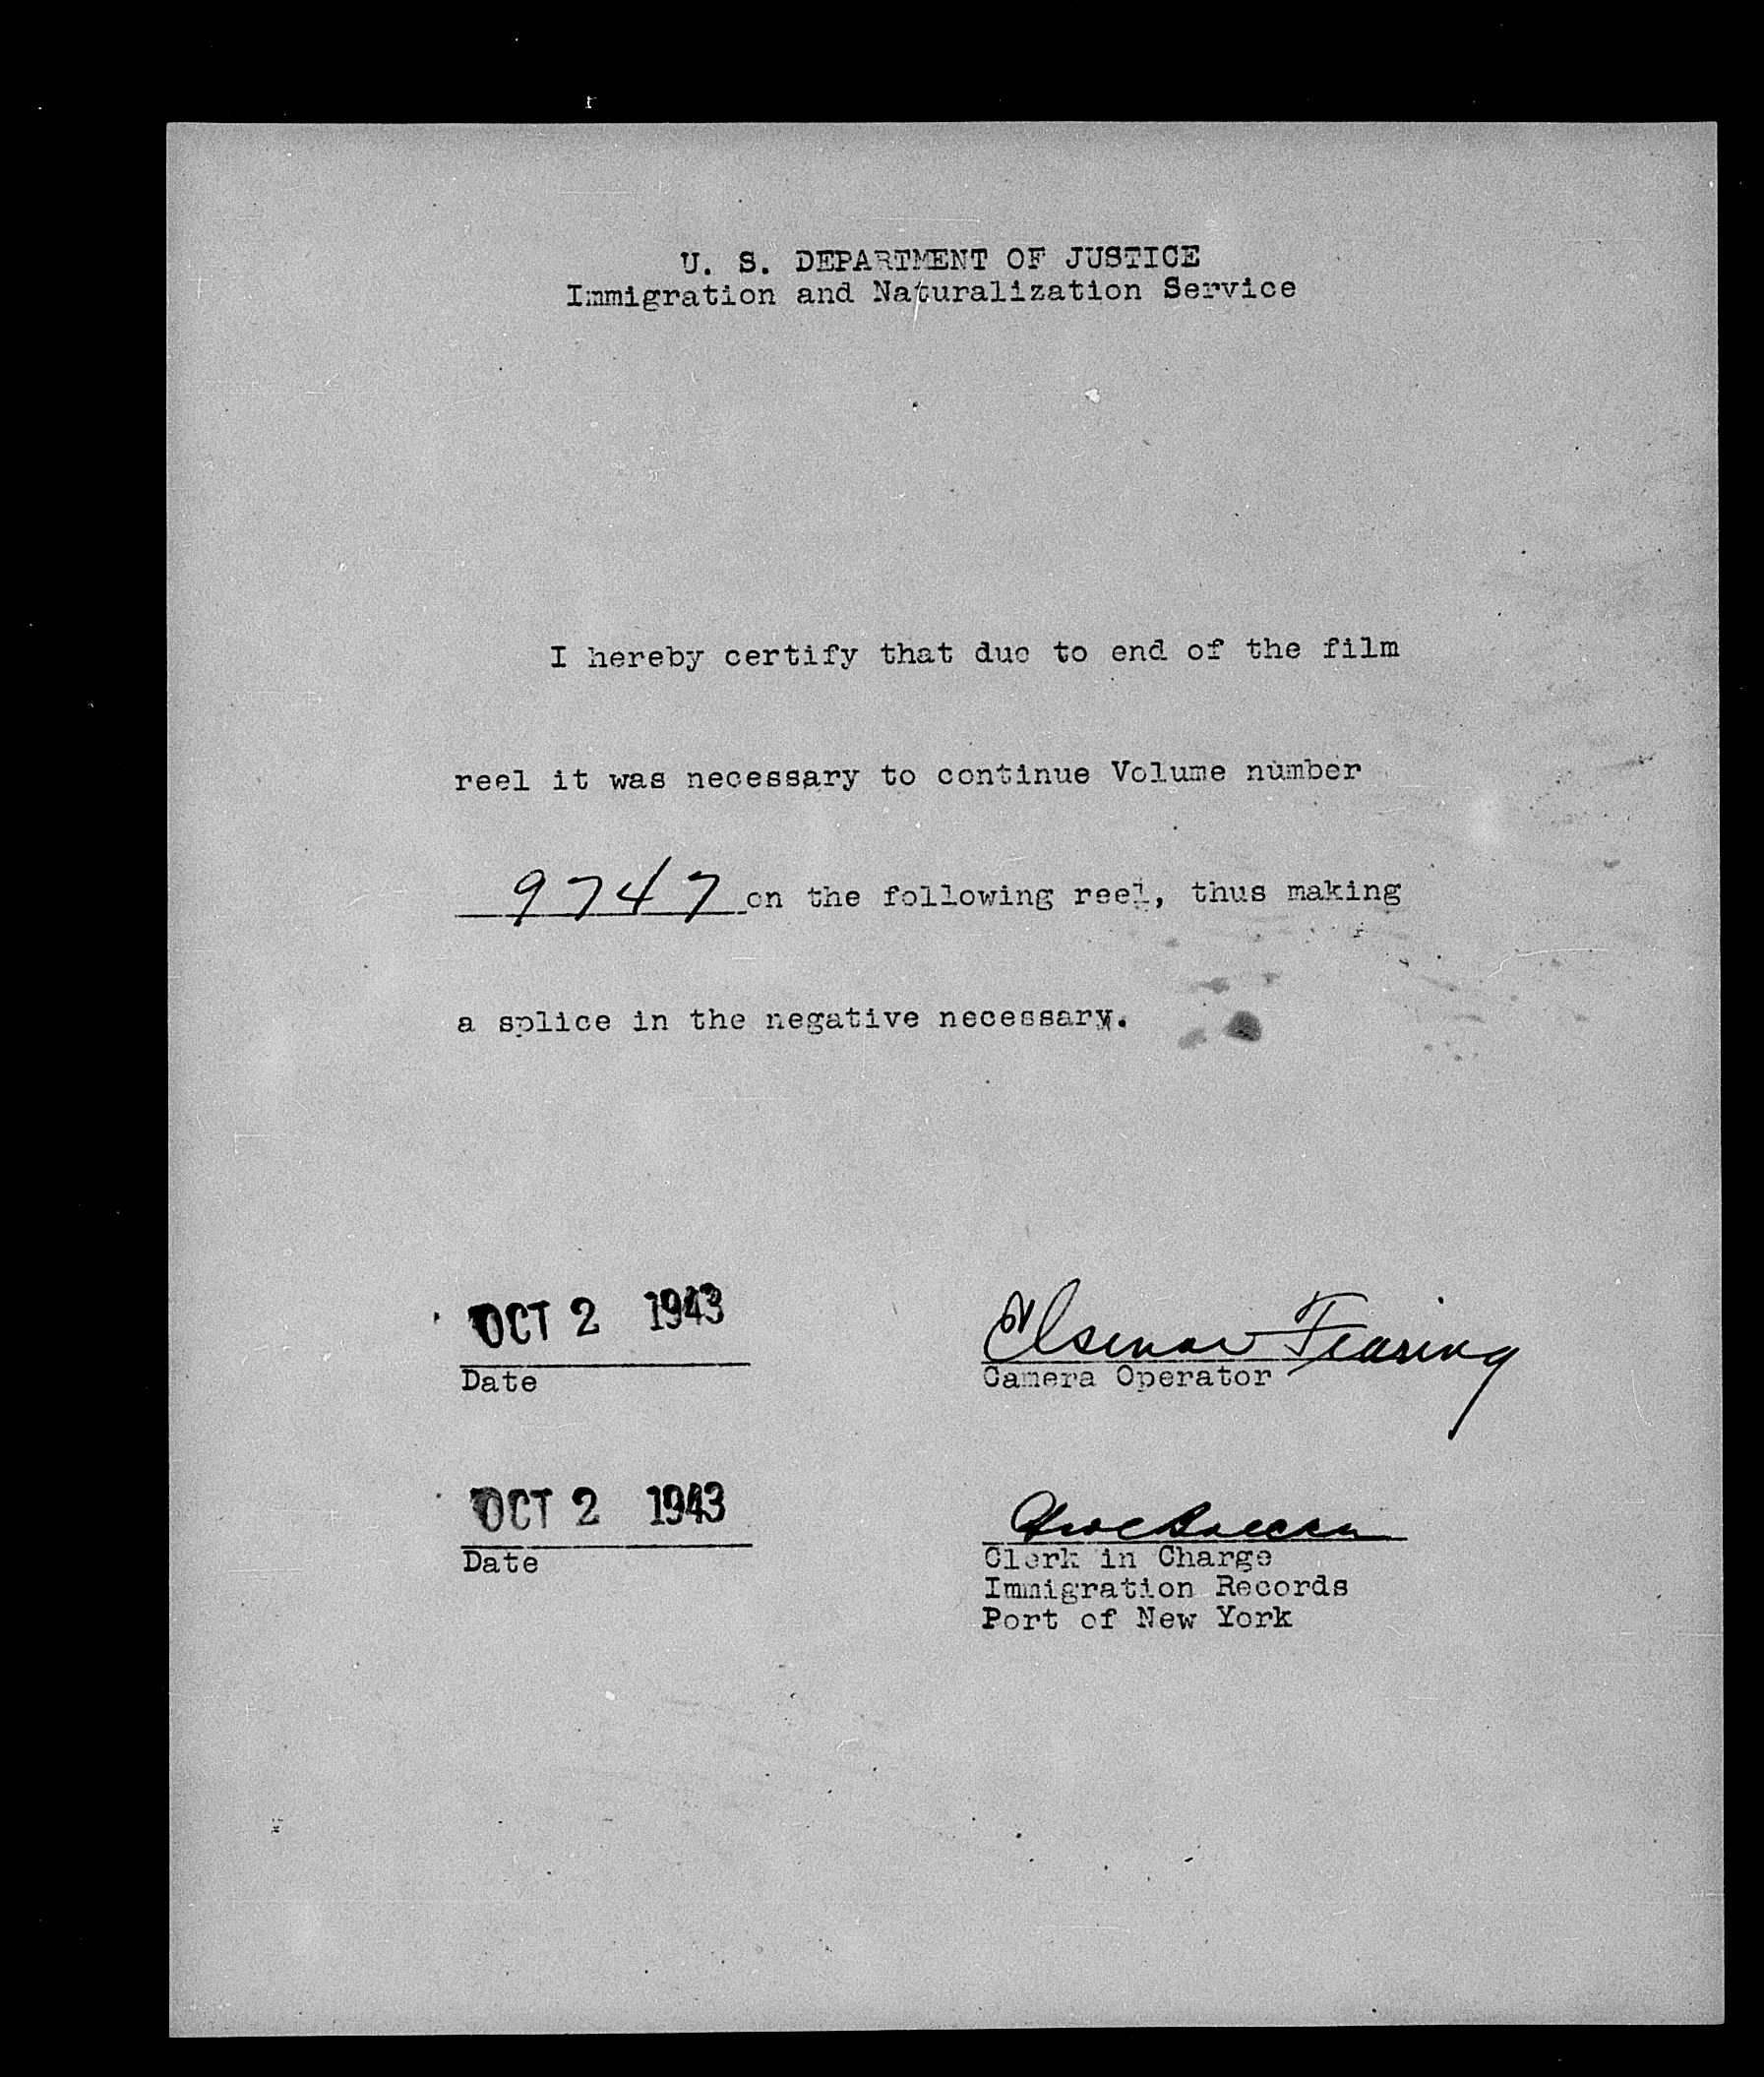 U. S. DEPARTMENT OF JUSTICE
Immigration and Naturalization Service
I hereby certify that due to end of the film
reel it was necessary to continue Volume number
9747 on the following reel, thus making
a splice in the negative necessary.
OCT 2 1943
Date
Fearing
Camera Operator
OCT 2 1943
Date
Clerk in Charge
Immigration Records
Port of New York